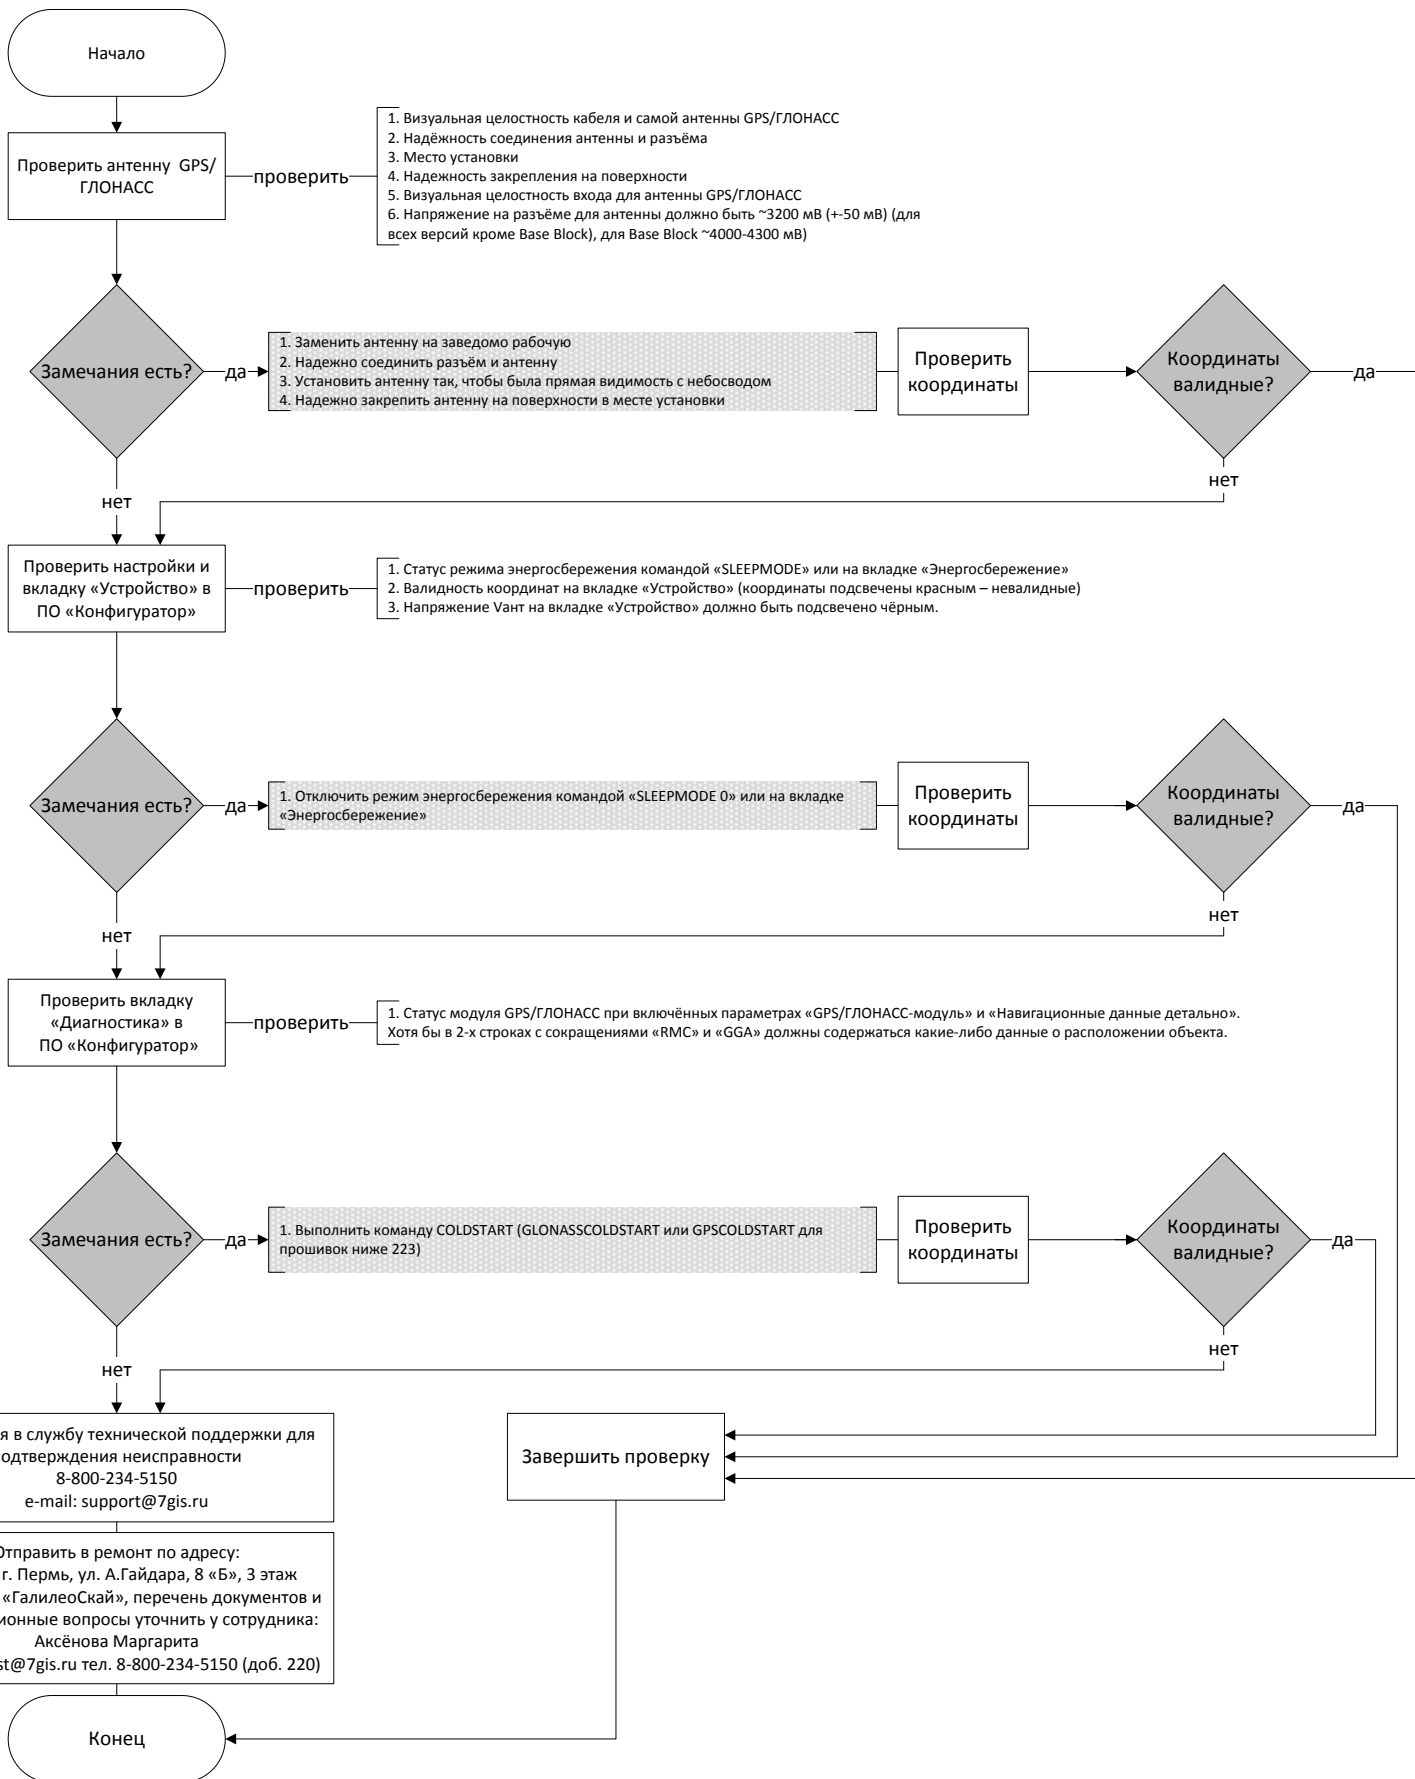 Начало
Проверить антенну GPS/
ГЛОНАСС
проверить
1. Визуальная целостность кабеля и самой антенны GPS/ГЛОНАСС
2. Надёжность соединения антенны и разъёма
3. Место установки
4. Надежность закрепления на поверхности
5. Визуальная целостность входа для антенны GPS/ГЛОНАСС
6. Напряжение на разъёме для антенны должно быть ~3200 мВ (+-50 мВ) (для
всех версий кроме Base Block), для Base Block ~4000-4300 мВ)
Замечания есть?
да
1. Заменить антенну на заведомо рабочую
2. Надежно соединить разъём и антенну
3. Установить антенну так, чтобы была прямая видимость с небосводом
4. Надежно закрепить антенну на поверхности в месте установки
Проверить
координаты
Координаты
валидные?
да
нет
нет
Проверить настройки и
вкладку «Устройство» в
ПО «Конфигуратор»
проверить
1. Статус режима энергосбережения командой «SLEEPMODE» или на вкладке «Энергосбережение»
2. Валидность координат на вкладке «Устройство» (координаты подсвечены красным – невалидные)
3. Напряжение Vант на вкладке «Устройство» должно быть подсвечено чёрным.
Замечания есть?
да
1. Отключить режим энергосбережения командой «SLEEPMODE 0» или на вкладке
«Энергосбережение»
Проверить
координаты
Координаты
валидные?
да
нет
нет
Проверить вкладку
«Диагностика» в
ПО «Конфигуратор»
проверить
1. Статус модуля GPS/ГЛОНАСС при включённых параметрах «GPS/ГЛОНАСС-модуль» и «Навигационные данные детально».
Хотя бы в 2-х строках с сокращениями «RMC» и «GGA» должны содержаться какие-либо данные о расположении объекта.
Замечания есть?
да
1. Выполнить команду COLDSTART (GLONASSCOLDSTART или GPSCOLDSTART для
прошивок ниже 223)
Проверить
координаты
Координаты
валидные?
да
нет
нет
я в службу технической поддержки для
одтверждения неисправности
8-800-234-5150
e-mail: support@7gis.ru
Завершить проверку
Отправить в ремонт по адресу:
г. Пермь, ул. А.Гайдара, 8 «Б», 3 этаж
«ГалилеоСкай», перечень документов и
ионные вопросы уточнить у сотрудника:
Аксёнова Маргарита
st@7gis.ru тел. 8-800-234-5150 (доб. 220)
Конец